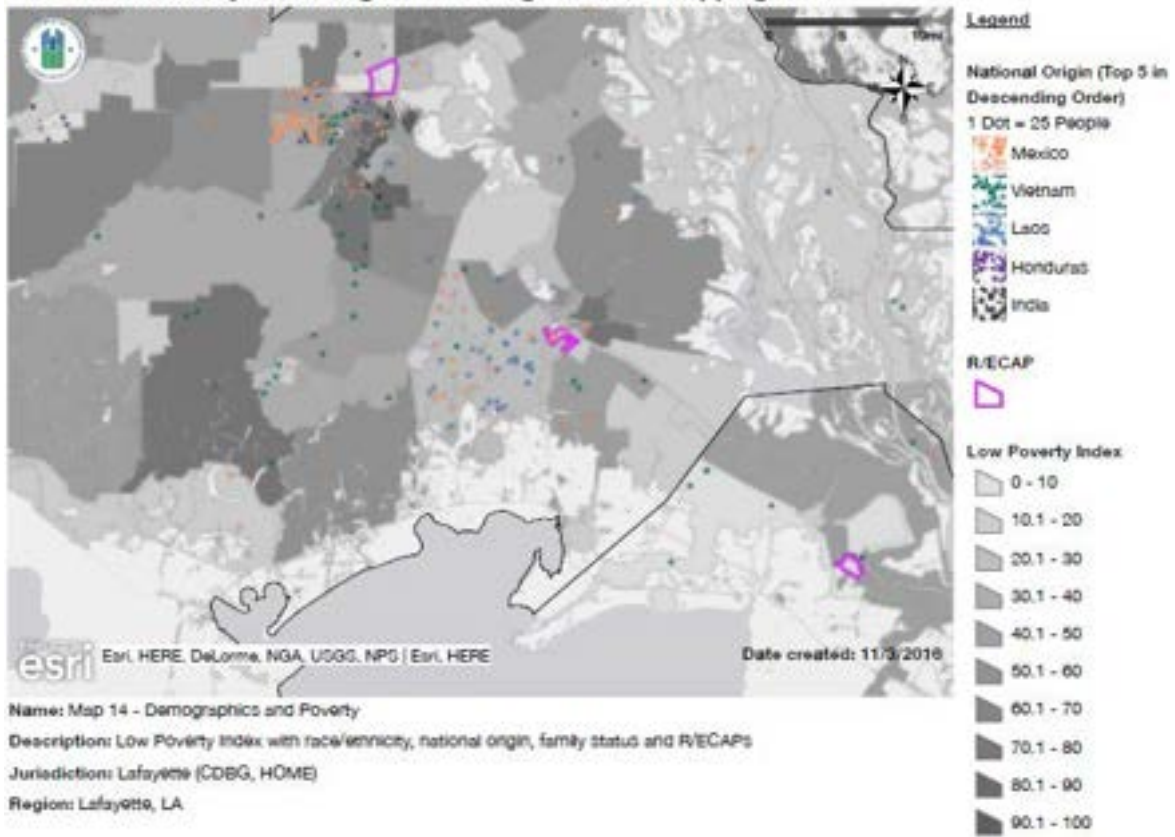 Legend
10mi
National Origin (Top 5 in
Descending Order)
1 Dot = 25 People
Mexico
Vietnam
Laos
Honduras
India
R/ECAP
Low Poverty Index
0 - 10
10.1 - 20
20.1 - 30
30.1 - 40
40.1 - 50
50.1 - 60
60.1 - 70
70.1 - 80
80.1 - 90
90.1 - 100
esri Esri, HERE, DeLorme, NGA, USGS, NPS | Esri, HERE
Date created: 11/3/2016
Name: Map 14 - Demographics and Poverty
Description: Low Poverty Index with race/ethnicity, national origin, family status and R/ECAPs
Jurisdiction: Lafayette (CDBG, HOME)
Region: Lafayette, LA